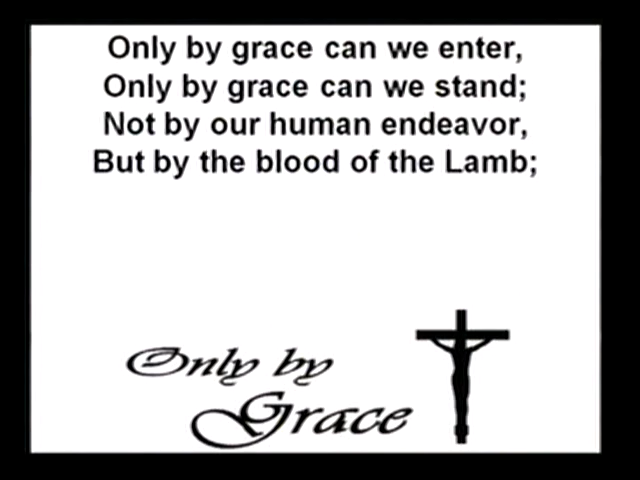 Only by grace can we enter,
Only by grace can we stand;
Not by our human endeavor,
But by the blood of the Lamb;
Only by
Grace